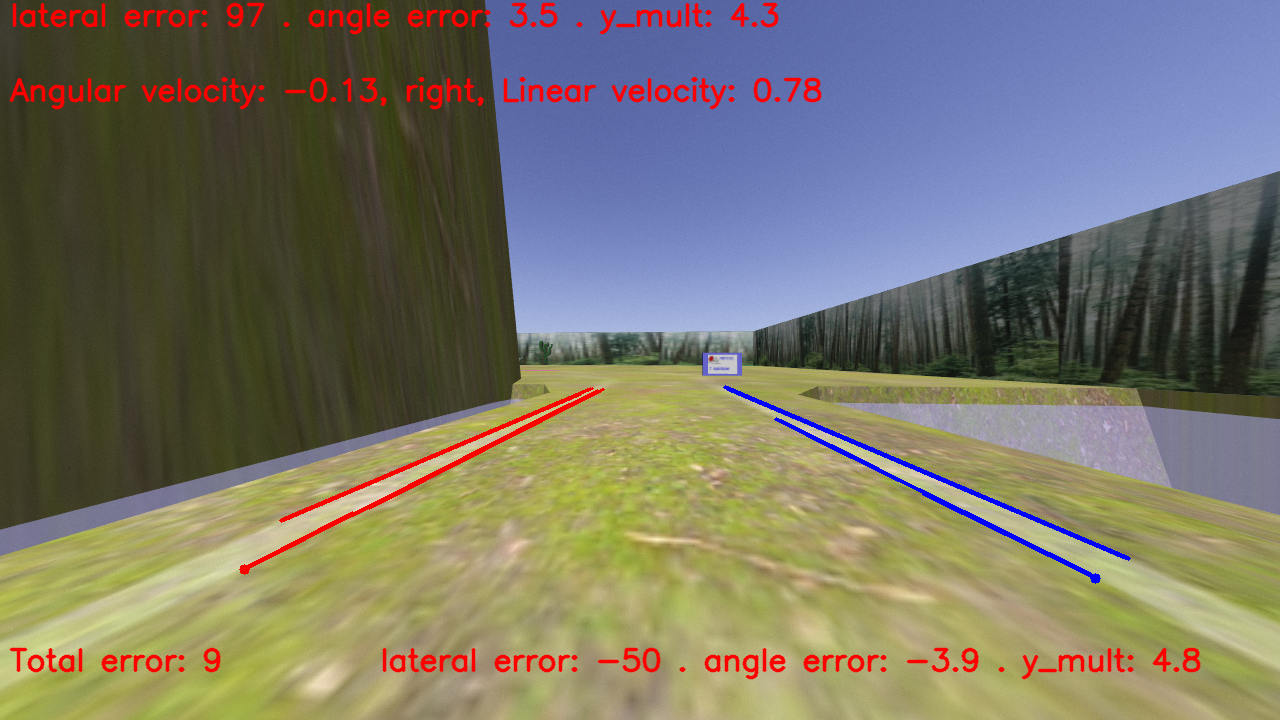 lateral error: 97 . angle error: 3.5 . y_mult: 4.3
Angular velocity: −0.13, right, Linear velocity: 0.78
Total error: 9
lateral error: −50 . angle error: −3.9 . y_mult: 4.8